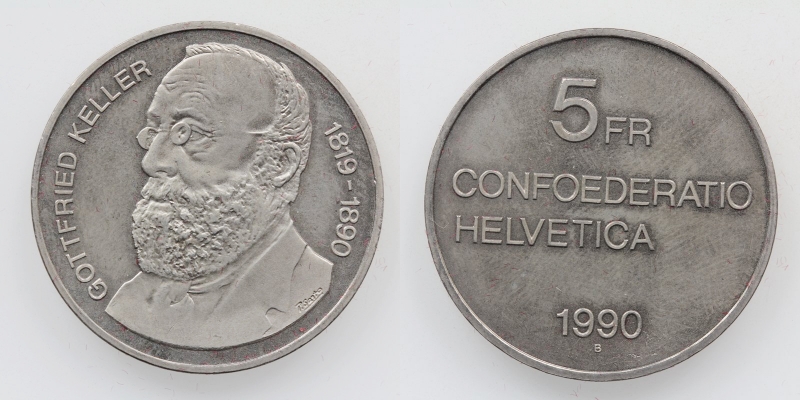 GOTTFRIED KELLER
1819-1890
5 FR
CONFOEDERATIO
HELVETICA
1990
B